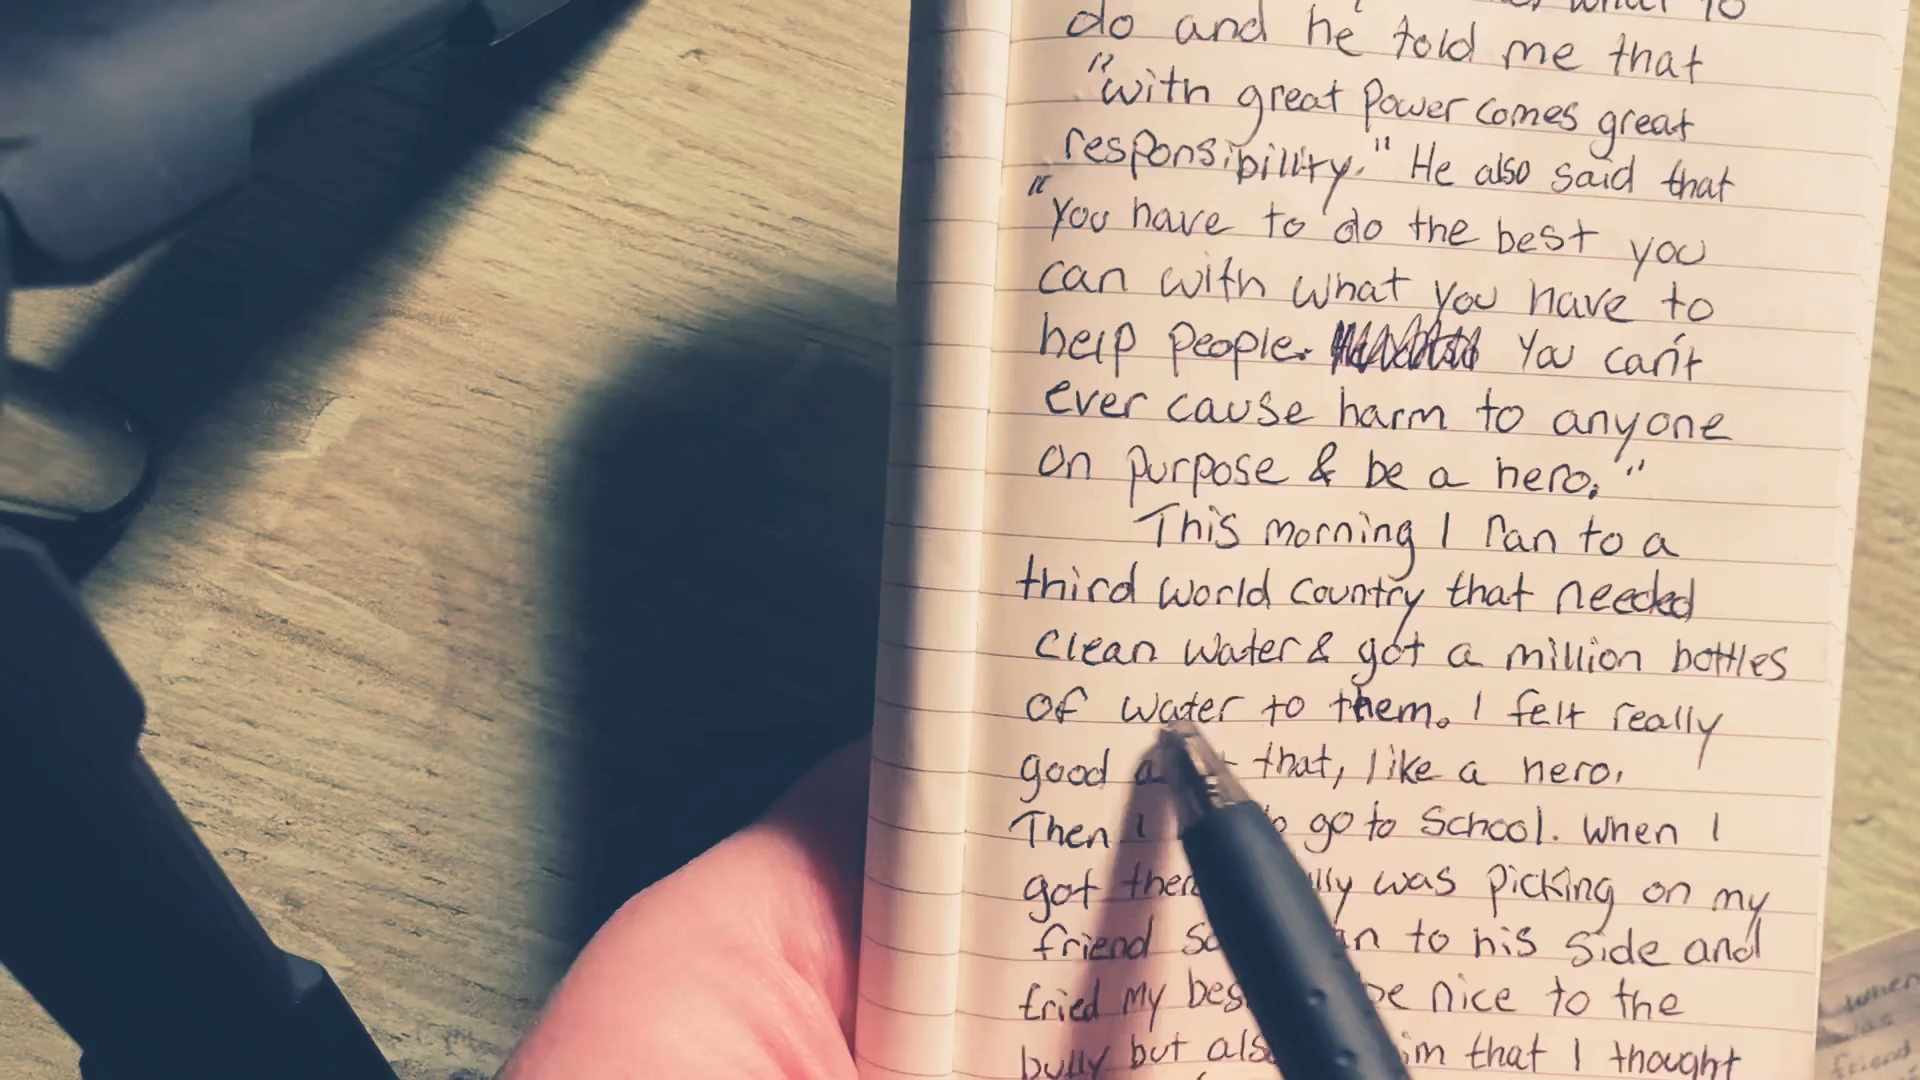 to
do and he told me that
"with great Power comes great
responsibility." He also said that
"you have to do the best you
can with what you have to
help people. You can't
ever cause harm to anyone
on purpose & be a hero."
This morning I ran to a
third world country that needed
clean water & got a million bottles
of water to them. I felt really
good that, like a hero.
Then I go to School. When I
got was picking on my
friend to his side and
tried my nice to the
bully but that I thought
when
friend